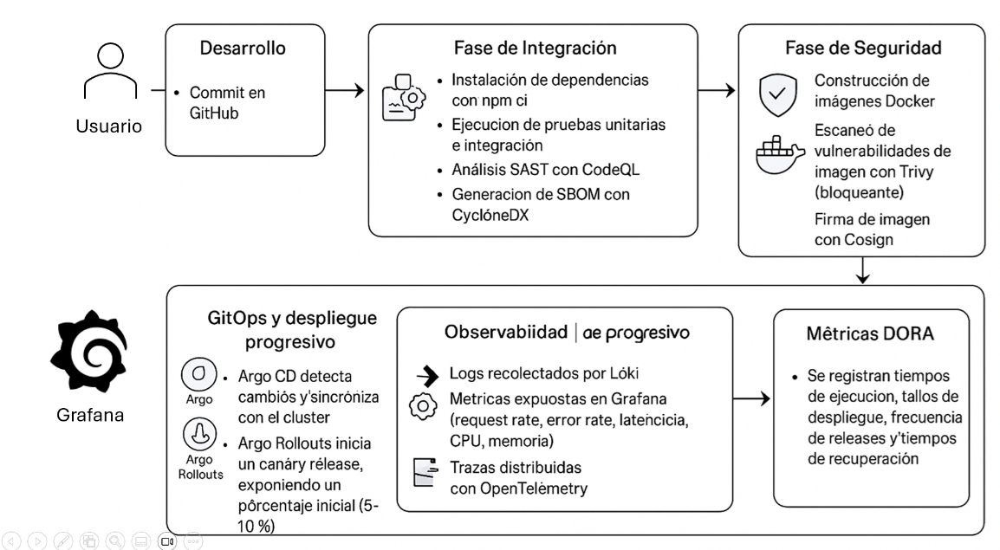 Usuario
Desarrollo
• Commit en
GitHub
Fase de Integración
• Instalación de dependencias
con npm ci
• Ejecucion de pruebas unitarias
e integración
• Análisis SAST con CodeQL
• Generacion de SBOM con
CyclóneDX
Fase de Seguridad
Construcción de
imágenes Docker
Escaneó de
vulnerabilidades de
imagen con Trivy
(bloqueante)
Firma de imagen
con Cosign
Grafana
GitOps y despliegue
progresivo
Argo
• Argo CD detecta
cambiós y'sincróniza
con el cluster
Argo
Rollouts
• Argo Rollouts inicia
un canáry rélease,
exponiendo un
pôrcentaje inicial (5-
10 %)
Observabiidad | ae progresivo
Logs recolectados por Lóki
Metricas expuostas en Grafana
(request rate, error rate, latencicia,
CPU, memoria)
Trazas distribuidas
con OpenTelèmetry
Mêtricas DORA
• Se registran tiempos
de ejecucion, tallos de
despliegue, frecuencia
de releases y'tiempos
de recuperación